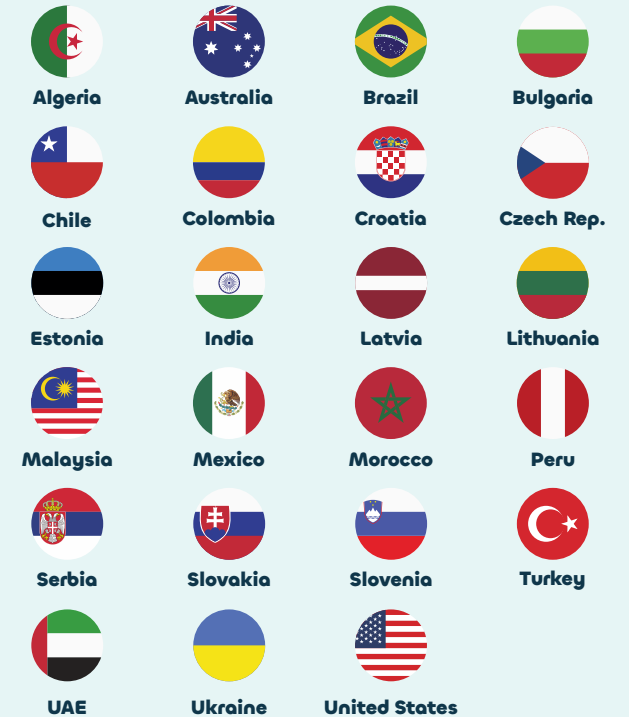 Algeria
Australia
Brazil
Bulgaria
Chile
Colombia
Croatia
Czech Rep.
Estonia
India
Latvia
Lithuania
Malaysia
Mexico
Morocco
Peru
Serbia
Slovakia
Slovenia
Turkey
UAE
Ukraine
United States